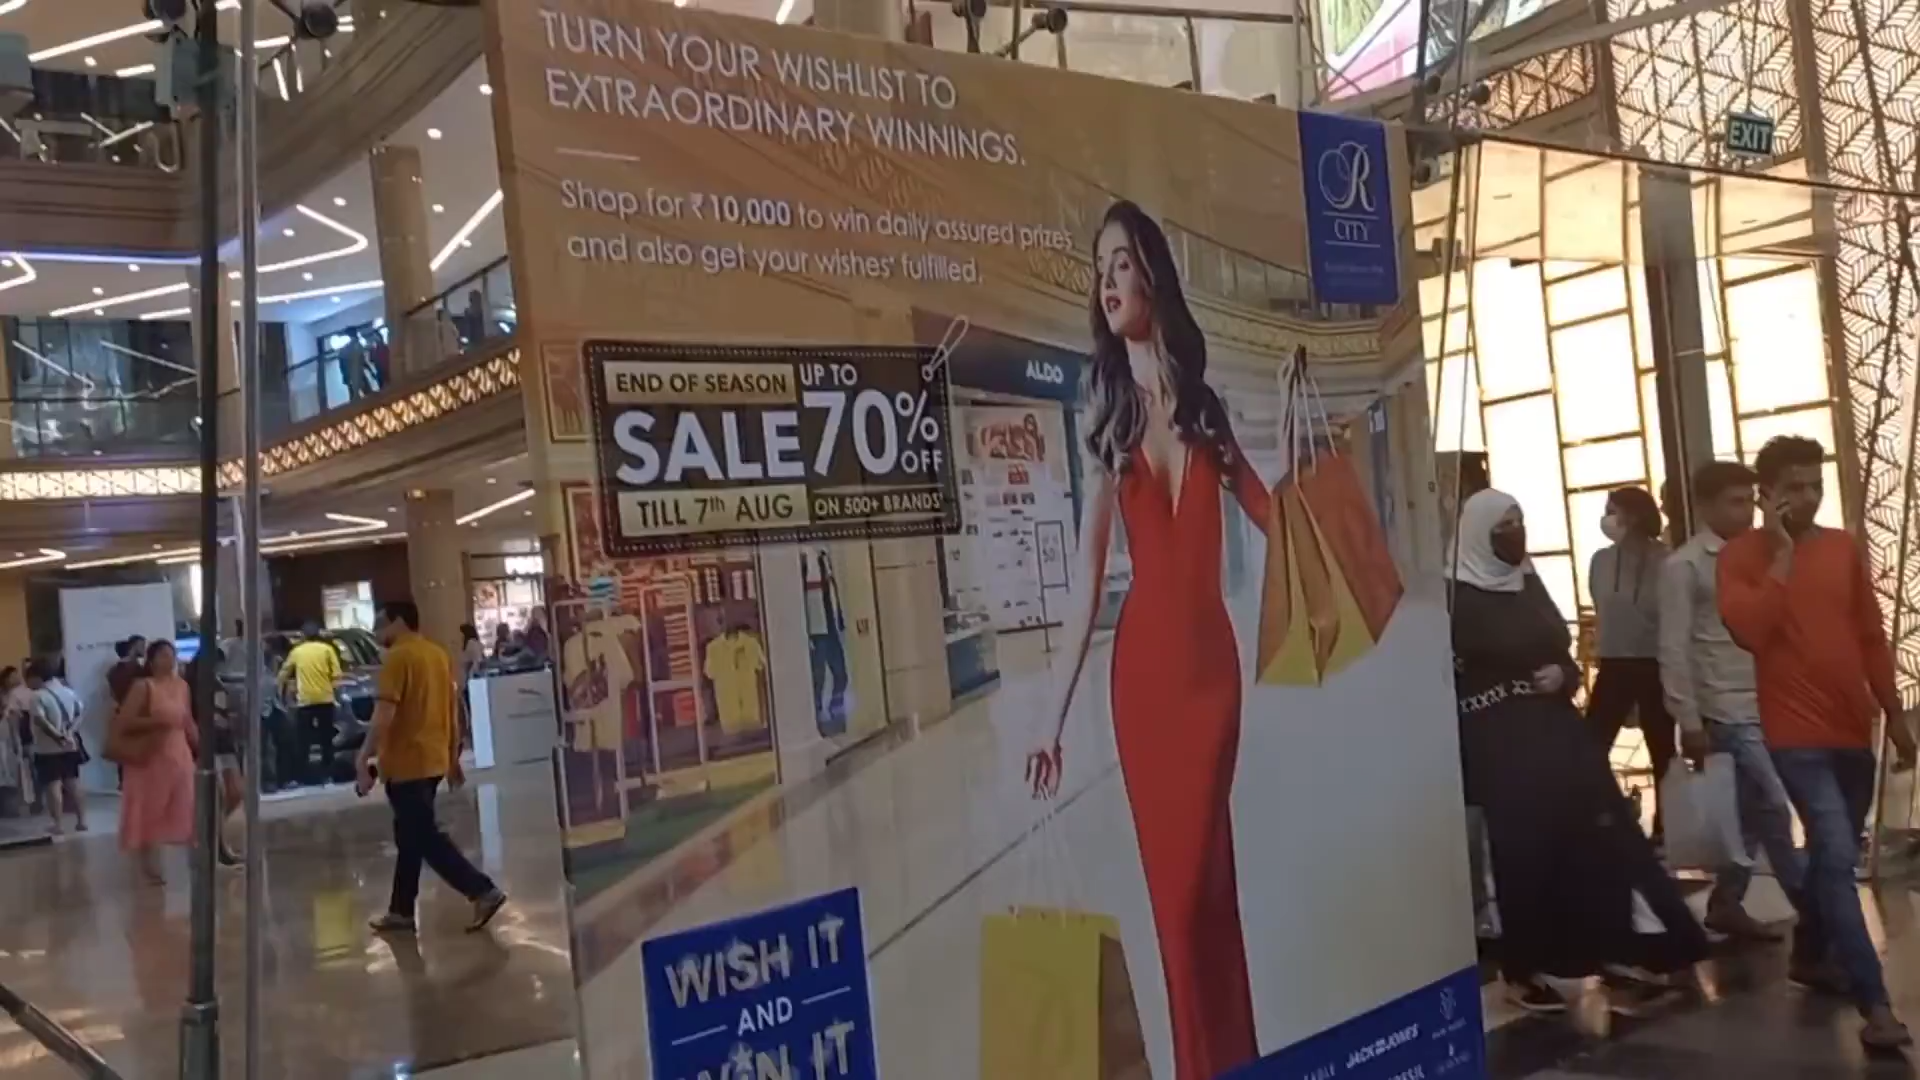 TURN YOUR WISHLIST TO
EXTRAORDINARY WINNINGS.
Shop for ₹10,000 to win daily assured prizes
and also get your wishes* fulfilled.
R
CITY
EXIT
ALDO
END OF SEASON
UP TO
SALE 70%
OFF
TILL 7th AUG
ON 500+ BRANDS*
WISH IT
AND
WIN IT
JACK & JONES